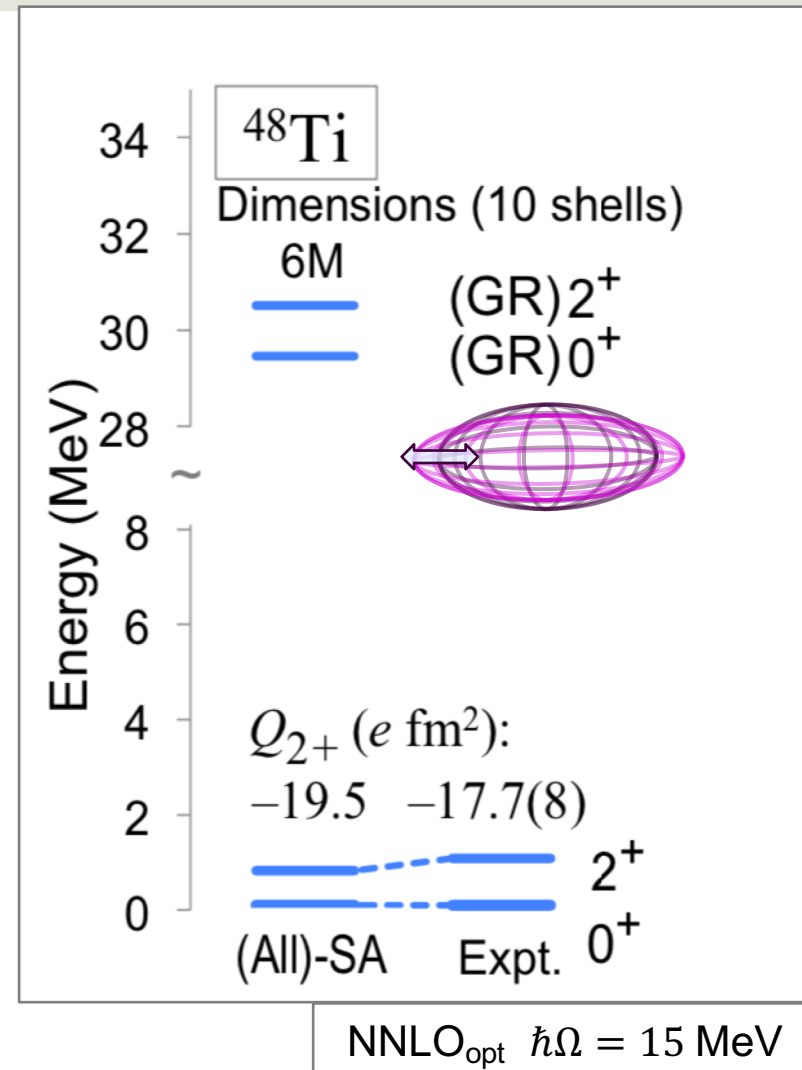 ⁴⁸Ti
34
Dimensions (10 shells)
32
6M
(GR) 2⁺
30
(GR) 0⁺
28
~
Energy (MeV)
8
6
4
Q₂₊ (e fm²):
−19.5 −17.7(8)
2
2⁺
0
0⁺
(All)-SA Expt.
NNLOₒₚₜ ℏΩ = 15 MeV